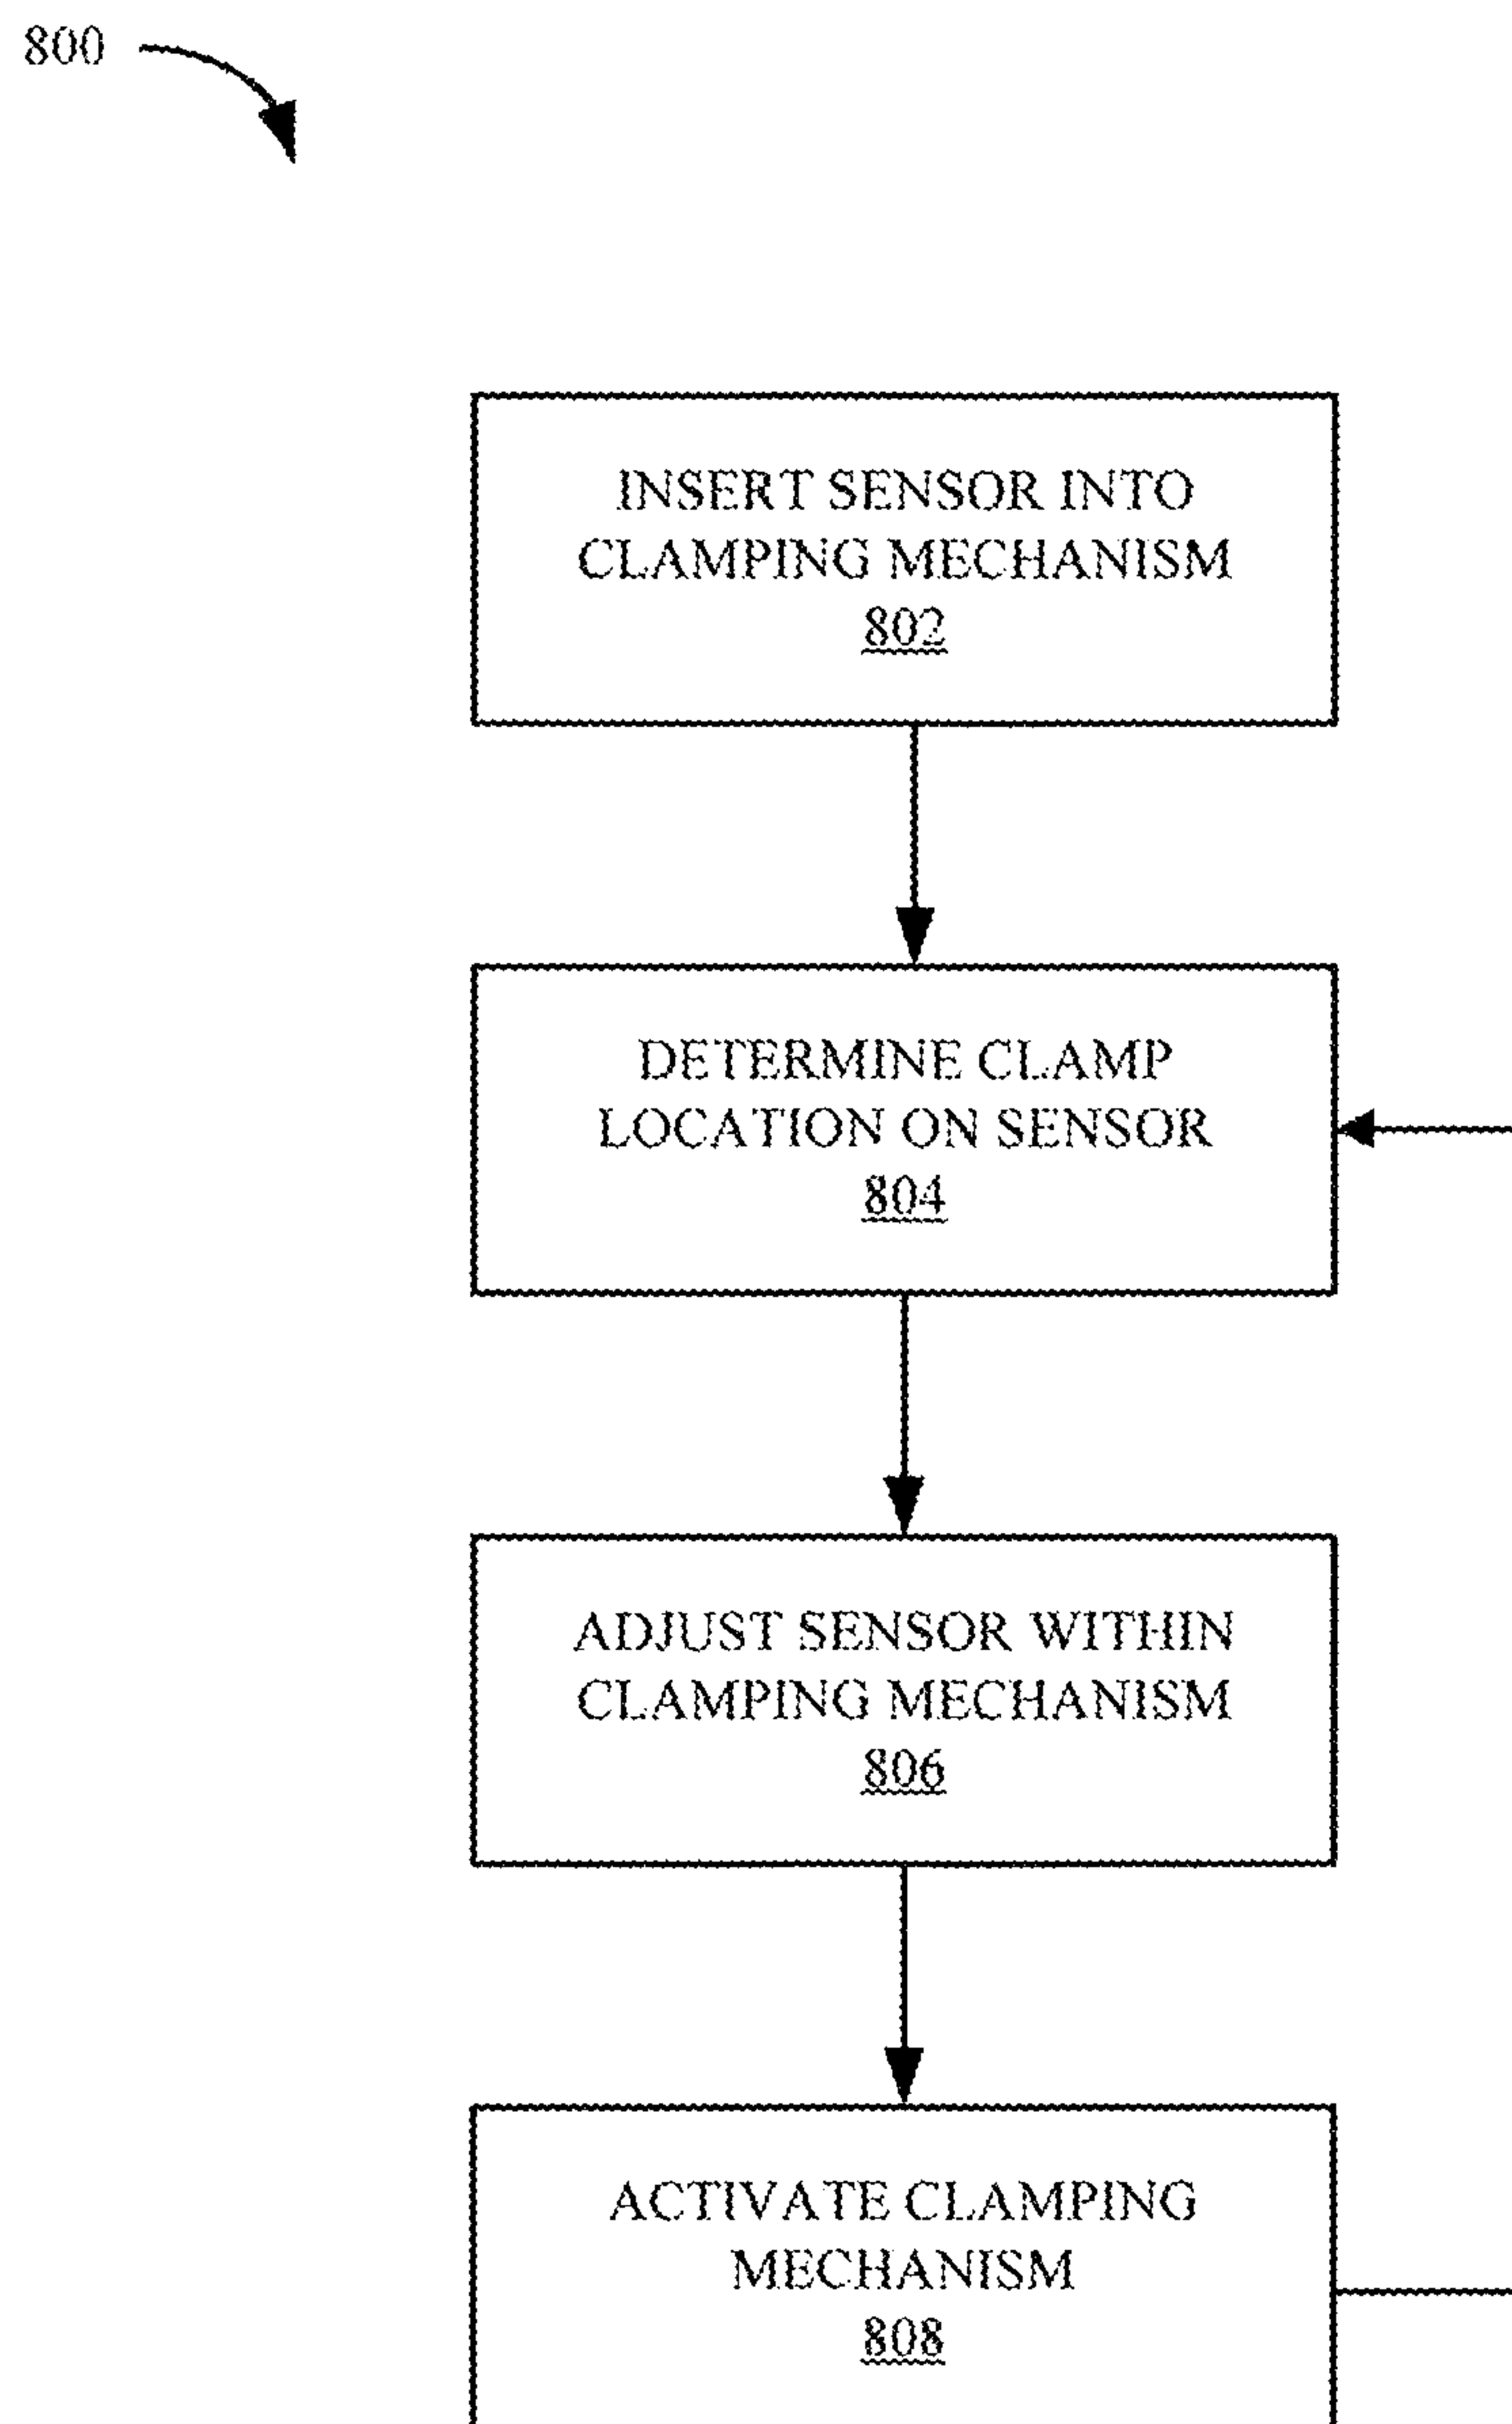 800
INSERT SENSOR INTO
CLAMPING MECHANISM
802
DETERMINE CLAMP
LOCATION ON SENSOR
804
ADJUST SENSOR WITHIN
CLAMPING MECHANISM
806
ACTIVATE CLAMPING
MECHANISM
808